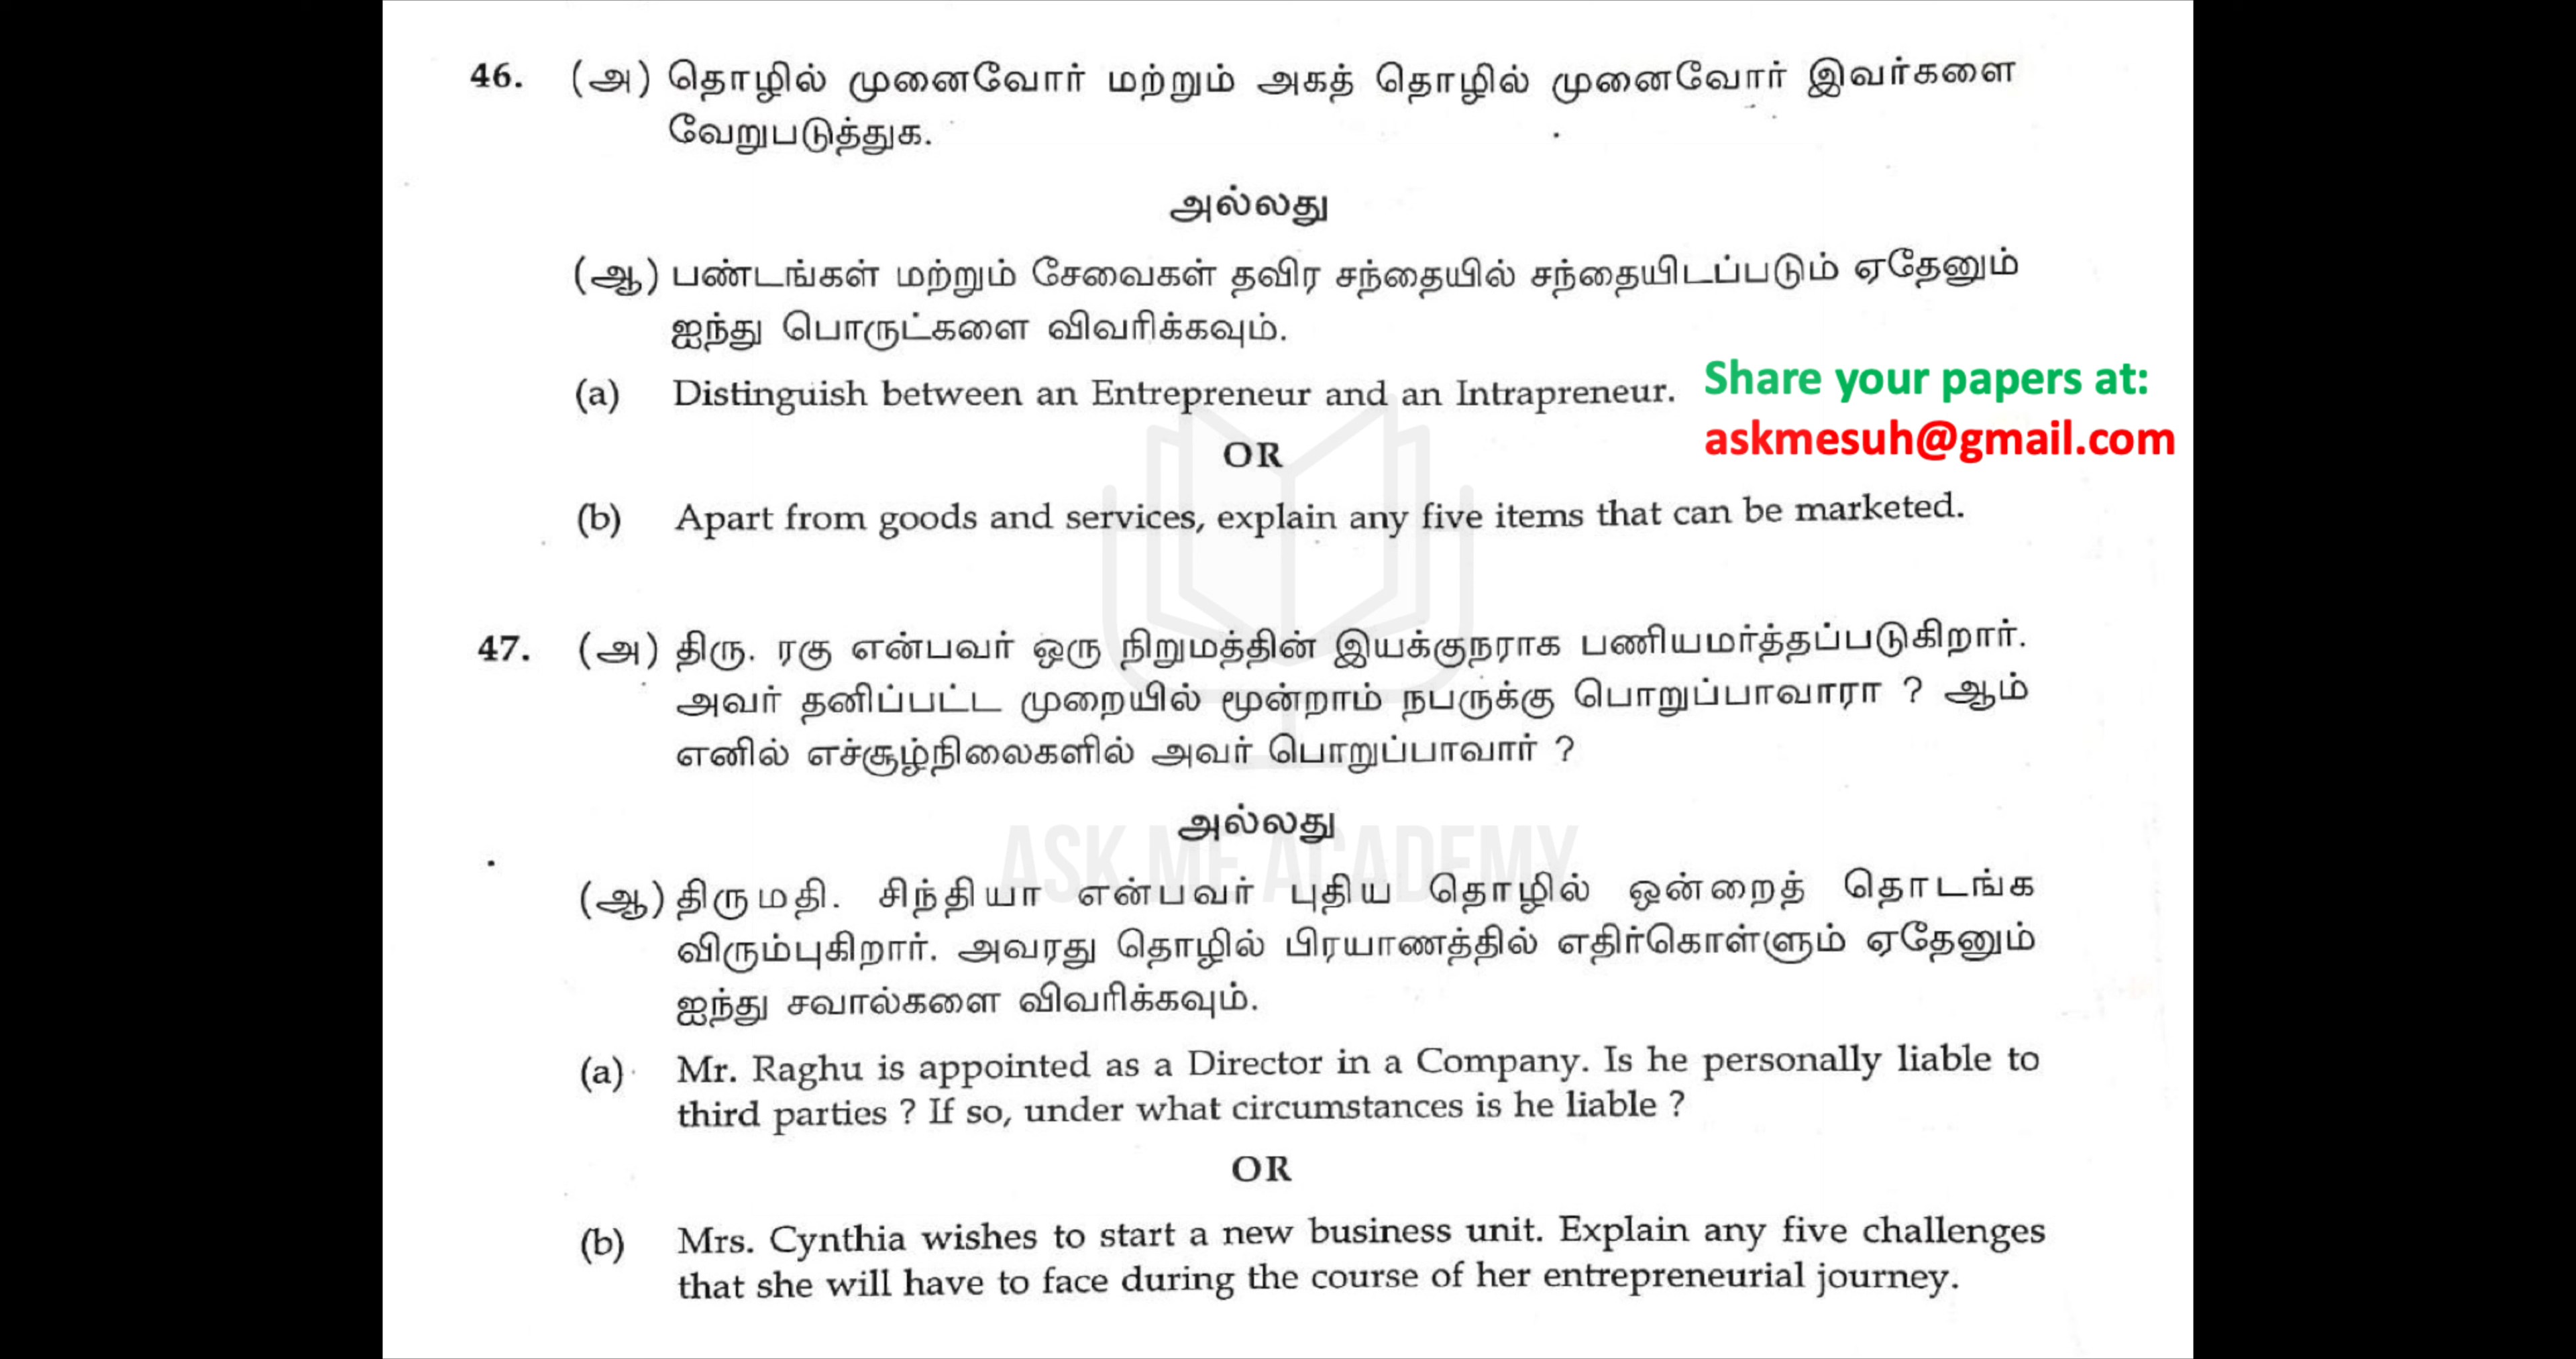 46. (அ) தொழில் முனைவோர் மற்றும் அகத் தொழில் முனைவோர் இவர்களை
வேறுபடுத்துக.
அல்லது
(ஆ) பண்டங்கள் மற்றும் சேவைகள் தவிர சந்தையில் சந்தையிடப்படும் ஏதேனும்
ஐந்து பொருட்களை விவரிக்கவும்.
(a) Distinguish between an Entrepreneur and an Intrapreneur.
Share your papers at:
askmesuh@gmail.com
OR
(b) Apart from goods and services, explain any five items that can be marketed.
47. (அ) திரு. ரகு என்பவர் ஒரு நிறுமத்தின் இயக்குநராக பணியமர்த்தப்படுகிறார்.
அவர் தனிப்பட்ட முறையில் மூன்றாம் நபருக்கு பொறுப்பாவாரா ? ஆம்
எனில் எச்சூழ்நிலைகளில் அவர் பொறுப்பாவார் ?
அல்லது
ASK ME ACADEMY
(ஆ) திருமதி. சிந்தியா என்பவர் புதிய தொழில் ஒன்றைத் தொடங்க
விரும்புகிறார். அவரது தொழில் பிரயாணத்தில் எதிர்கொள்ளும் ஏதேனும்
ஐந்து சவால்களை விவரிக்கவும்.
(a) Mr. Raghu is appointed as a Director in a Company. Is he personally liable to
third parties ? If so, under what circumstances is he liable ?
OR
(b) Mrs. Cynthia wishes to start a new business unit. Explain any five challenges
that she will have to face during the course of her entrepreneurial journey.